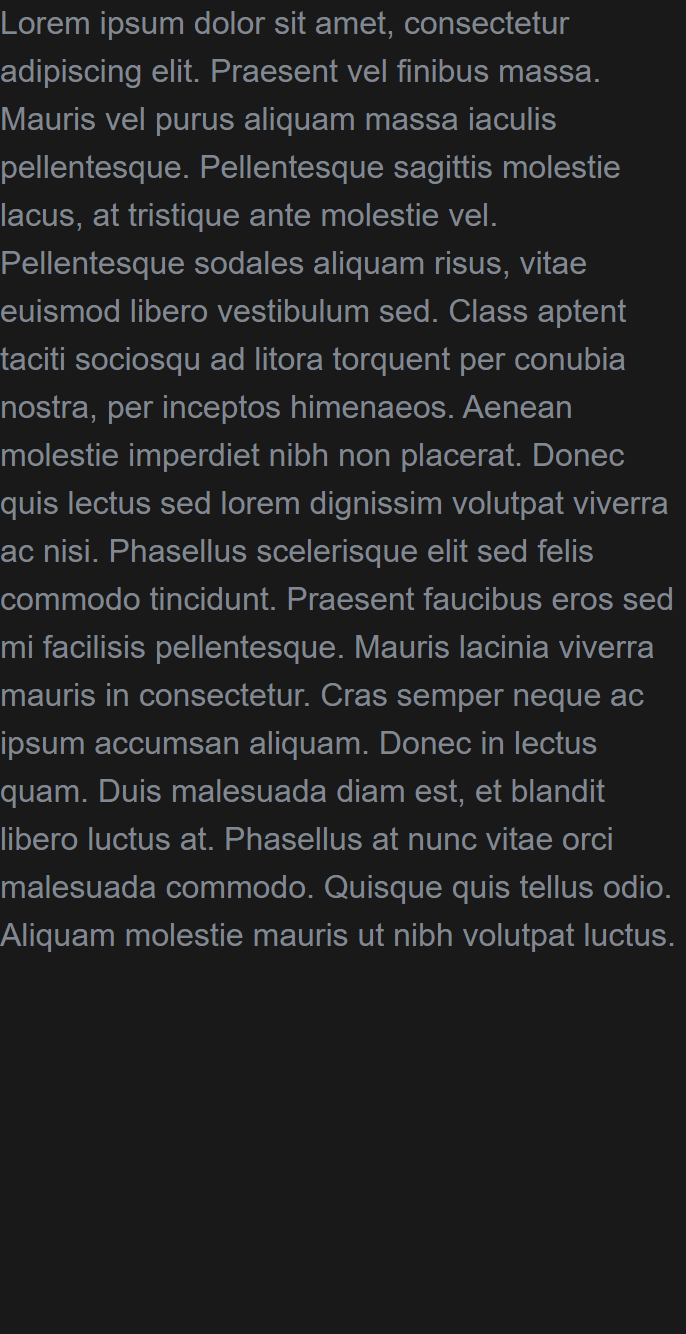 Lorem ipsum dolor sit amet, consectetur
adipiscing elit. Praesent vel finibus massa.
Mauris vel purus aliquam massa iaculis
pellentesque. Pellentesque sagittis molestie
lacus, at tristique ante molestie vel.
Pellentesque sodales aliquam risus, vitae
euismod libero vestibulum sed. Class aptent
taciti sociosqu ad litora torquent per conubia
nostra, per inceptos himenaeos. Aenean
molestie imperdiet nibh non placerat. Donec
quis lectus sed lorem dignissim volutpat viverra
ac nisi. Phasellus scelerisque elit sed felis
commodo tincidunt. Praesent faucibus eros sed
mi facilisis pellentesque. Mauris lacinia viverra
mauris in consectetur. Cras semper neque ac
ipsum accumsan aliquam. Donec in lectus
quam. Duis malesuada diam est, et blandit
libero luctus at. Phasellus at nunc vitae orci
malesuada commodo. Quisque quis tellus odio.
Aliquam molestie mauris ut nibh volutpat luctus.